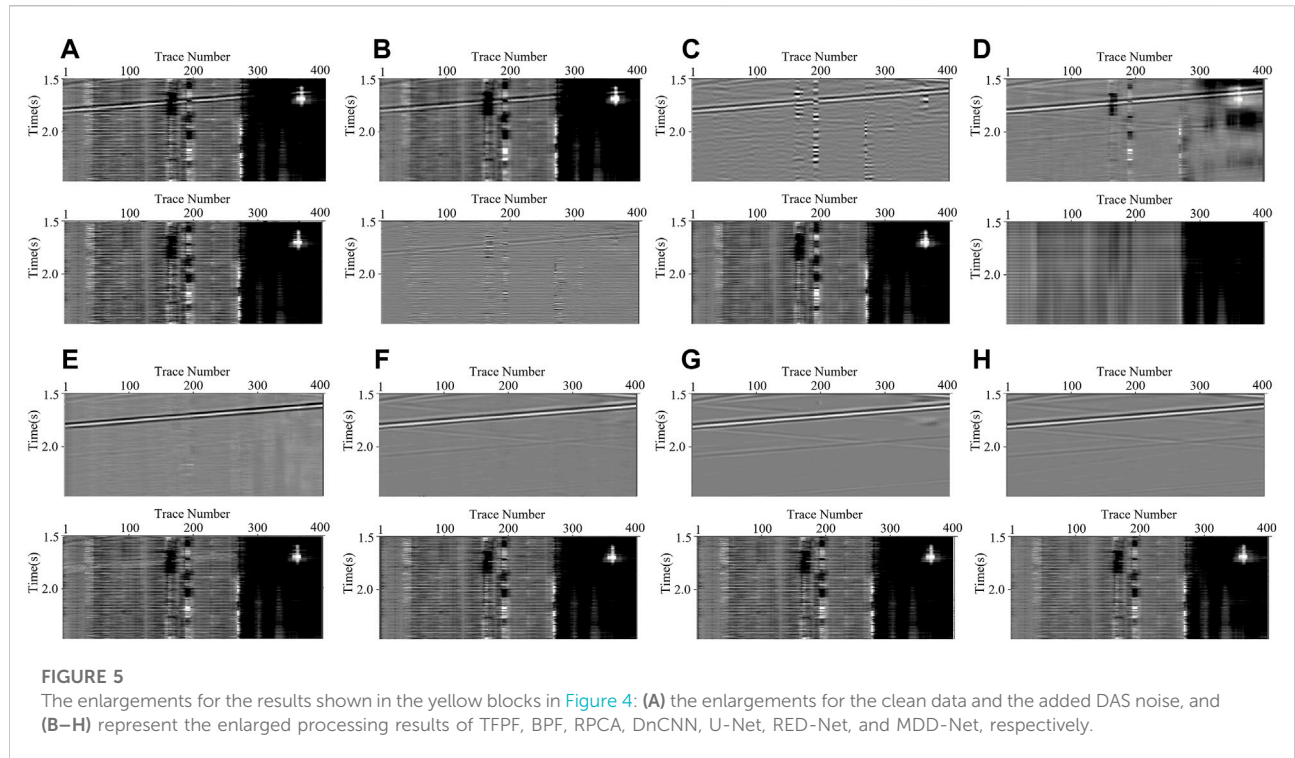 A B C D
Trace Number Trace Number Trace Number Trace Number
1 100 200 300 400 1 100 200 300 400 1 100 200 300 400 1 100 200 300 400
1.5 1.5 1.5 1.5
Time(s) Time(s) Time(s) Time(s)
2.0 2.0 2.0 2.0
Trace Number Trace Number Trace Number Trace Number
1 100 200 300 400 1 100 200 300 400 1 100 200 300 400 1 100 200 300 400
1.5 1.5 1.5 1.5
Time(s) Time(s) Time(s) Time(s)
2.0 2.0 2.0 2.0
E F G H
Trace Number Trace Number Trace Number Trace Number
1 100 200 300 400 1 100 200 300 400 1 100 200 300 400 1 100 200 300 400
1.5 1.5 1.5 1.5
Time(s) Time(s) Time(s) Time(s)
2.0 2.0 2.0 2.0
Trace Number Trace Number Trace Number Trace Number
1 100 200 300 400 1 100 200 300 400 1 100 200 300 400 1 100 200 300 400
1.5 1.5 1.5 1.5
Time(s) Time(s) Time(s) Time(s)
2.0 2.0 2.0 2.0
FIGURE 5
The enlargements for the results shown in the yellow blocks in Figure 4: (A) the enlargements for the clean data and the added DAS noise, and
(B–H) represent the enlarged processing results of TFPF, BPF, RPCA, DnCNN, U-Net, RED-Net, and MDD-Net, respectively.